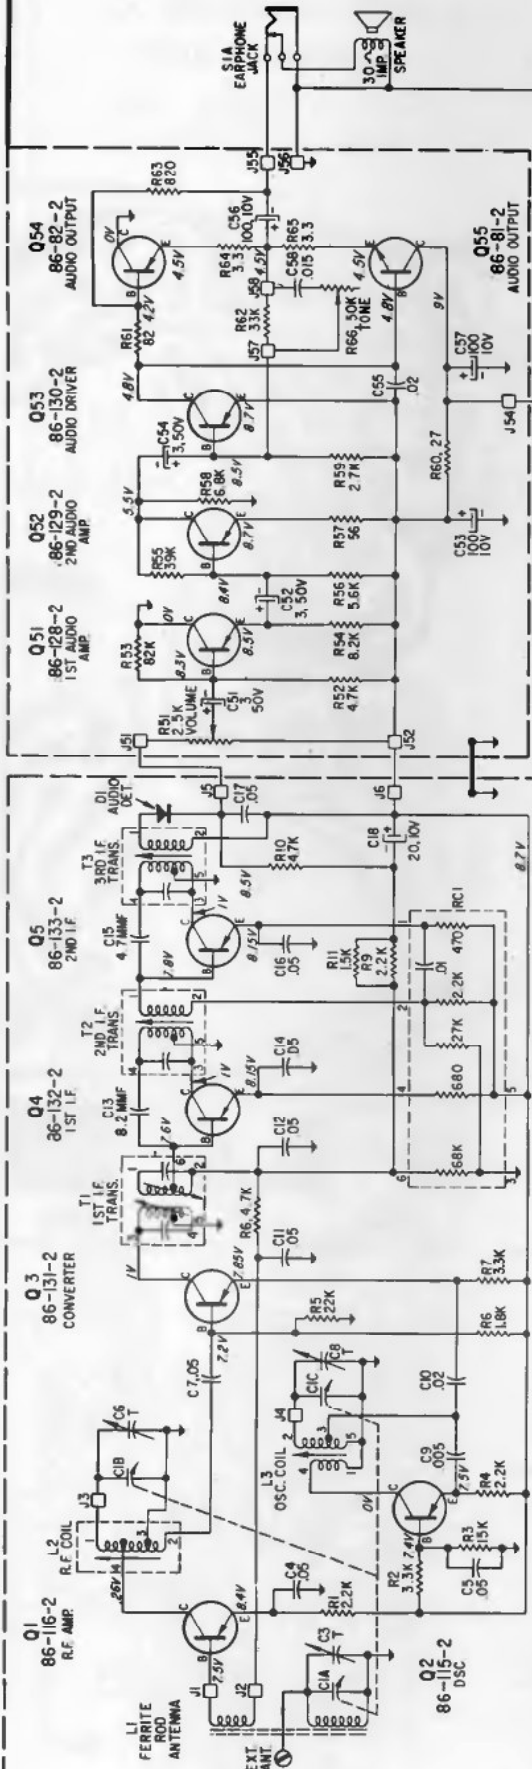 S1A
EARPHONE
JACK
30~
IMP.
SPEAKER
J55
J56
R63
820
Q54
86-82-2
AUDIO OUTPUT
0V
C
B
E
4.2V
4.5V
R64
3.3
4.5V
C56
100,10V
R65
3.3
J58
C58
.015
R62
33K
J57
R66, 50K
TONE
4.5V
4.8V
E
B
C
Q55
86-81-2
AUDIO OUTPUT
9V
R61
82
Q53
86-130-2
AUDIO DRIVER
4.8V
C
B
E
8.7V
C54
3,50V
8.5V
R59
2.7K
C55
.02
C57
100
10V
J54
R60, 27
C53
100
10V
Q52
86-129-2
2ND AUDIO
AMP.
5.5V
R58
6.8K
C
B
E
8.7V
8.4V
R57
56
R55
39K
R56
5.6K
C52
3,50V
Q51
86-128-2
1ST AUDIO
AMP.
R53
82K
0V
C
B
E
8.3V
8.5V
R54
8.2K
R51
2.5K
VOLUME
C51
3
50V
R52
4.7K
J51
J52
D1
AUDIO
DET.
J5
C17
.05
J6
T3
3RD I.F.
TRANS.
R10
4.7K
C18
20,10V
8.7V
Q5
86-133-2
2ND I.F.
C15
4.7MMF
8.5V
1V
C
B
E
7.8V
8.15V
C16
.05
R11
1.5K
R9
2.2K
RC1
470
.01
2.2K
27K
680
68K
T2
2ND I.F.
TRANS.
Q4
86-132-2
1ST I.F.
C13
8.2 MMF
1V
C
B
E
8.15V
C14
.05
7.6V
C12
.05
T1
1ST I.F.
TRANS.
R6, 4.7K
C11
.05
Q3
86-131-2
CONVERTER
1V
C
B
E
7.85V
7.2V
R5
22K
R7
3.3K
R6
1.8K
C7,.05
C6
T
C1B
J3
L2
R.F. COIL
C8
T
C1C
J4
L3
OSC. COIL
C10
.02
C9
.005
0V
7.5V
C
B
E
R4
2.2K
7.4V
R2
3.3K
R3
15K
C5
.05
Q1
86-116-2
R.F. AMP.
.26V
C
B
E
8.4V
7.5V
C4
.05
R1
2.2K
J1
J2
L1
FERRITE
ROD
ANTENNA
C3
T
C1A
EXT.
ANT.
Q2
86-115-2
OSC